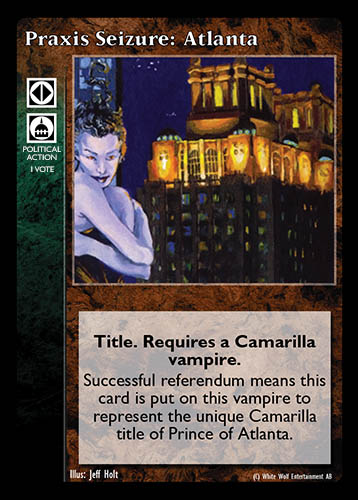 Praxis Seizure: Atlanta
POLITICAL
ACTION
1 VOTE
Title. Requires a Camarilla
vampire.
Successful referendum means this
card is put on this vampire to
represent the unique Camarilla
title of Prince of Atlanta.
Illus: Jeff Holt
(C) White Wolf Entertainment AB